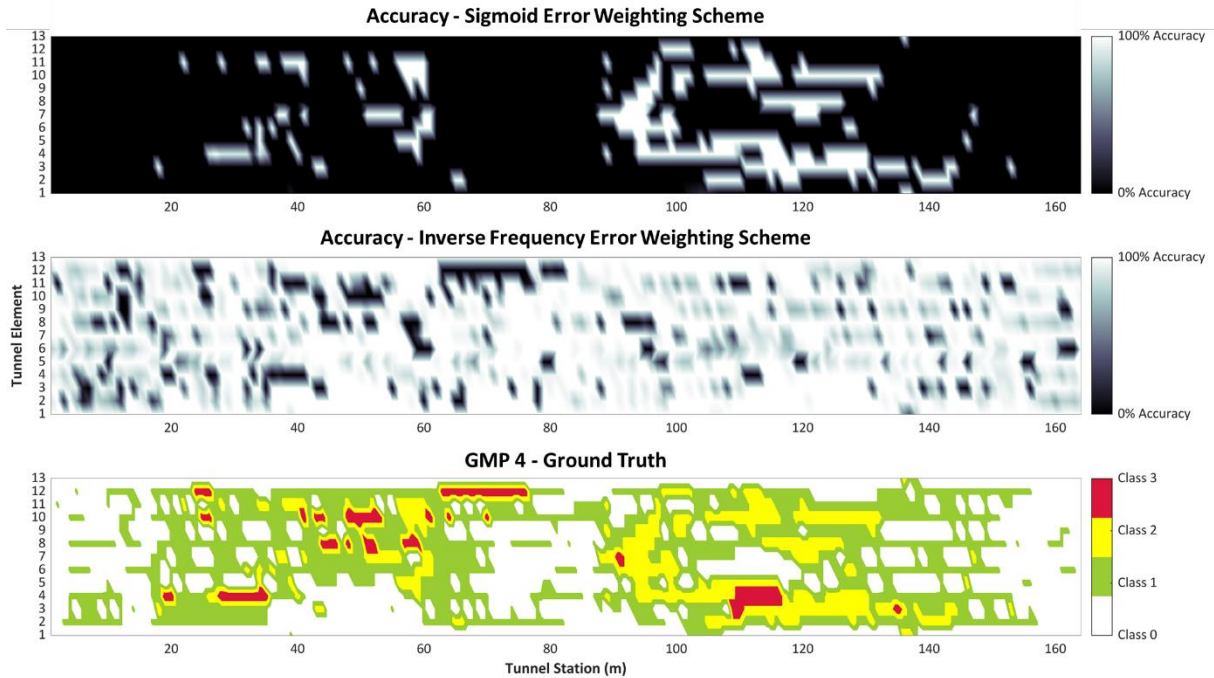 Accuracy - Sigmoid Error Weighting Scheme
13
12
11
10
9
8
7
6
5
4
3
2
1
20 40 60 80 100 120 140 160
100% Accuracy
0% Accuracy
Accuracy - Inverse Frequency Error Weighting Scheme
Tunnel Element
13
12
11
10
9
8
7
6
5
4
3
2
1
20 40 60 80 100 120 140 160
100% Accuracy
0% Accuracy
GMP 4 - Ground Truth
13
12
11
10
9
8
7
6
5
4
3
2
1
20 40 60 80 100 120 140 160
Tunnel Station (m)
Class 3
Class 2
Class 1
Class 0